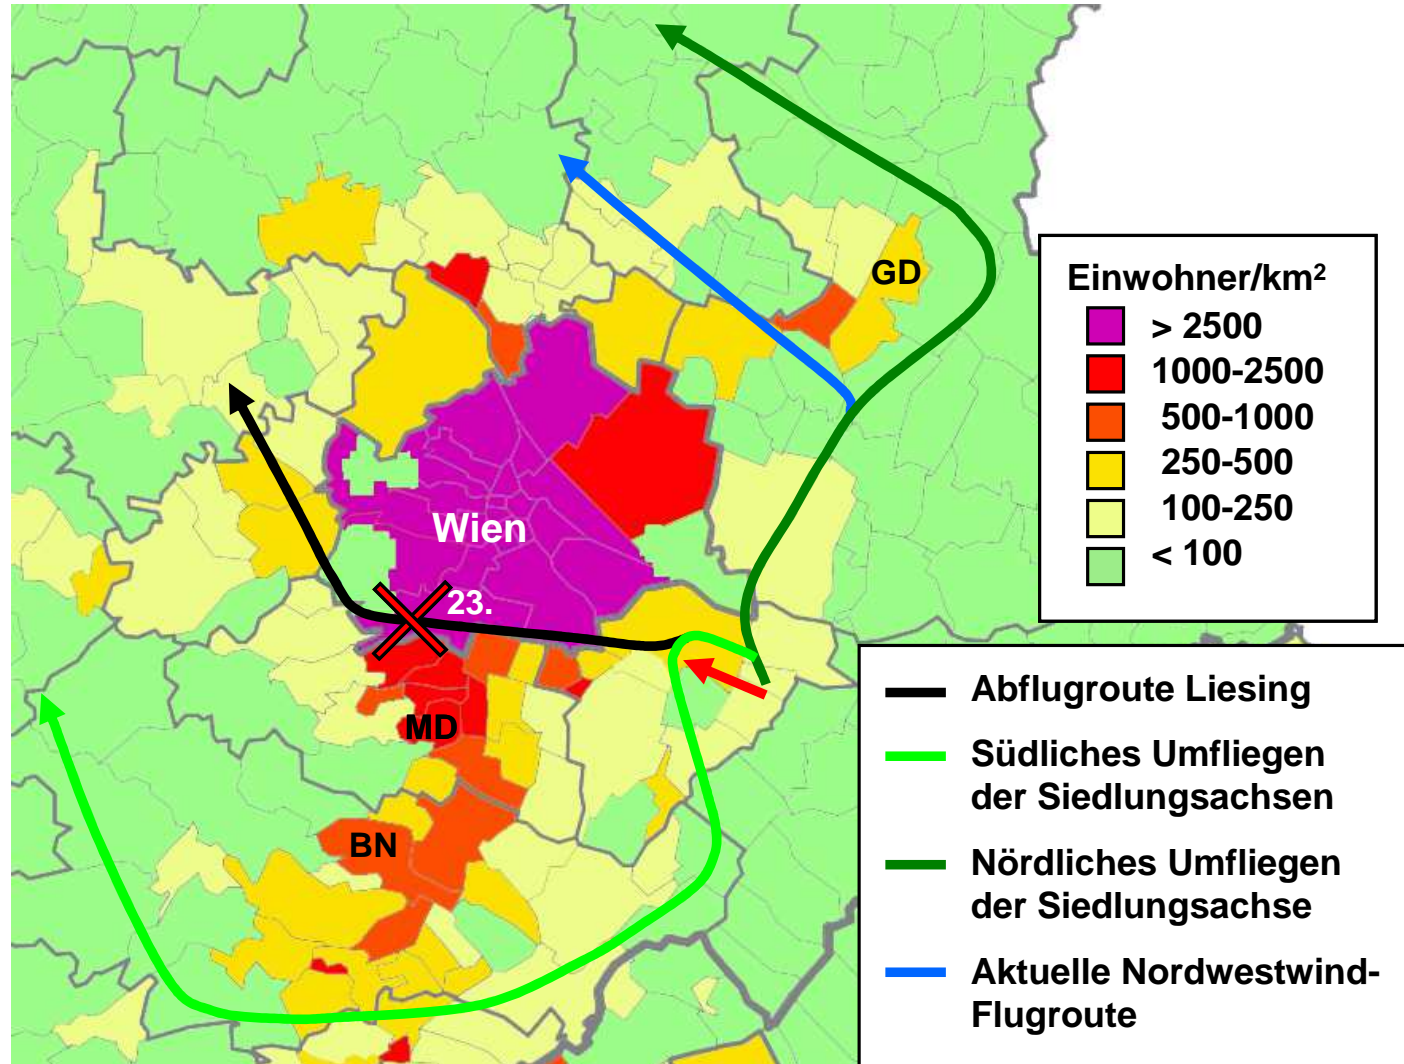 GD
Wien
23.
MD
BN
Einwohner/km²
> 2500
1000-2500
500-1000
250-500
100-250
< 100
Abflugroute Liesing
Südliches Umfliegen
der Siedlungsachsen
Nördliches Umfliegen
der Siedlungsachse
Aktuelle Nordwestwind-
Flugroute